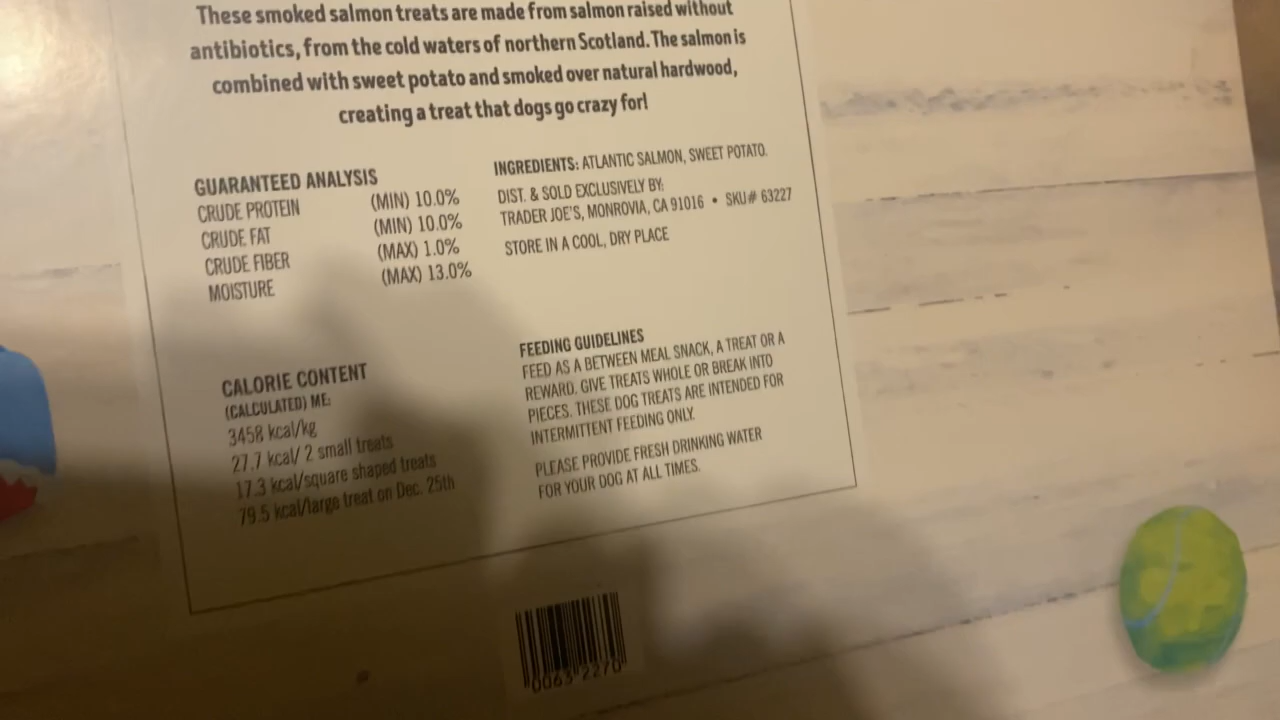 These smoked salmon treats are made from salmon raised without
antibiotics, from the cold waters of northern Scotland. The salmon is
combined with sweet potato and smoked over natural hardwood,
creating a treat that dogs go crazy for!
GUARANTEED ANALYSIS
CRUDE PROTEIN (MIN) 10.0%
CRUDE FAT (MIN) 10.0%
CRUDE FIBER (MAX) 1.0%
MOISTURE (MAX) 13.0%
CALORIE CONTENT
(CALCULATED) ME:
3458 kcal/kg
27.7 kcal/ 2 small treats
17.3 kcal/square shaped treats
79.5 kcal/large treat on Dec. 25th
INGREDIENTS: ATLANTIC SALMON, SWEET POTATO.
DIST. & SOLD EXCLUSIVELY BY:
TRADER JOE'S, MONROVIA, CA 91016 • SKU# 63227
STORE IN A COOL, DRY PLACE
FEEDING GUIDELINES
FEED AS A BETWEEN MEAL SNACK, A TREAT OR A
REWARD. GIVE TREATS WHOLE OR BREAK INTO
PIECES. THESE DOG TREATS ARE INTENDED FOR
INTERMITTENT FEEDING ONLY.
PLEASE PROVIDE FRESH DRINKING WATER
FOR YOUR DOG AT ALL TIMES.
0063 2270